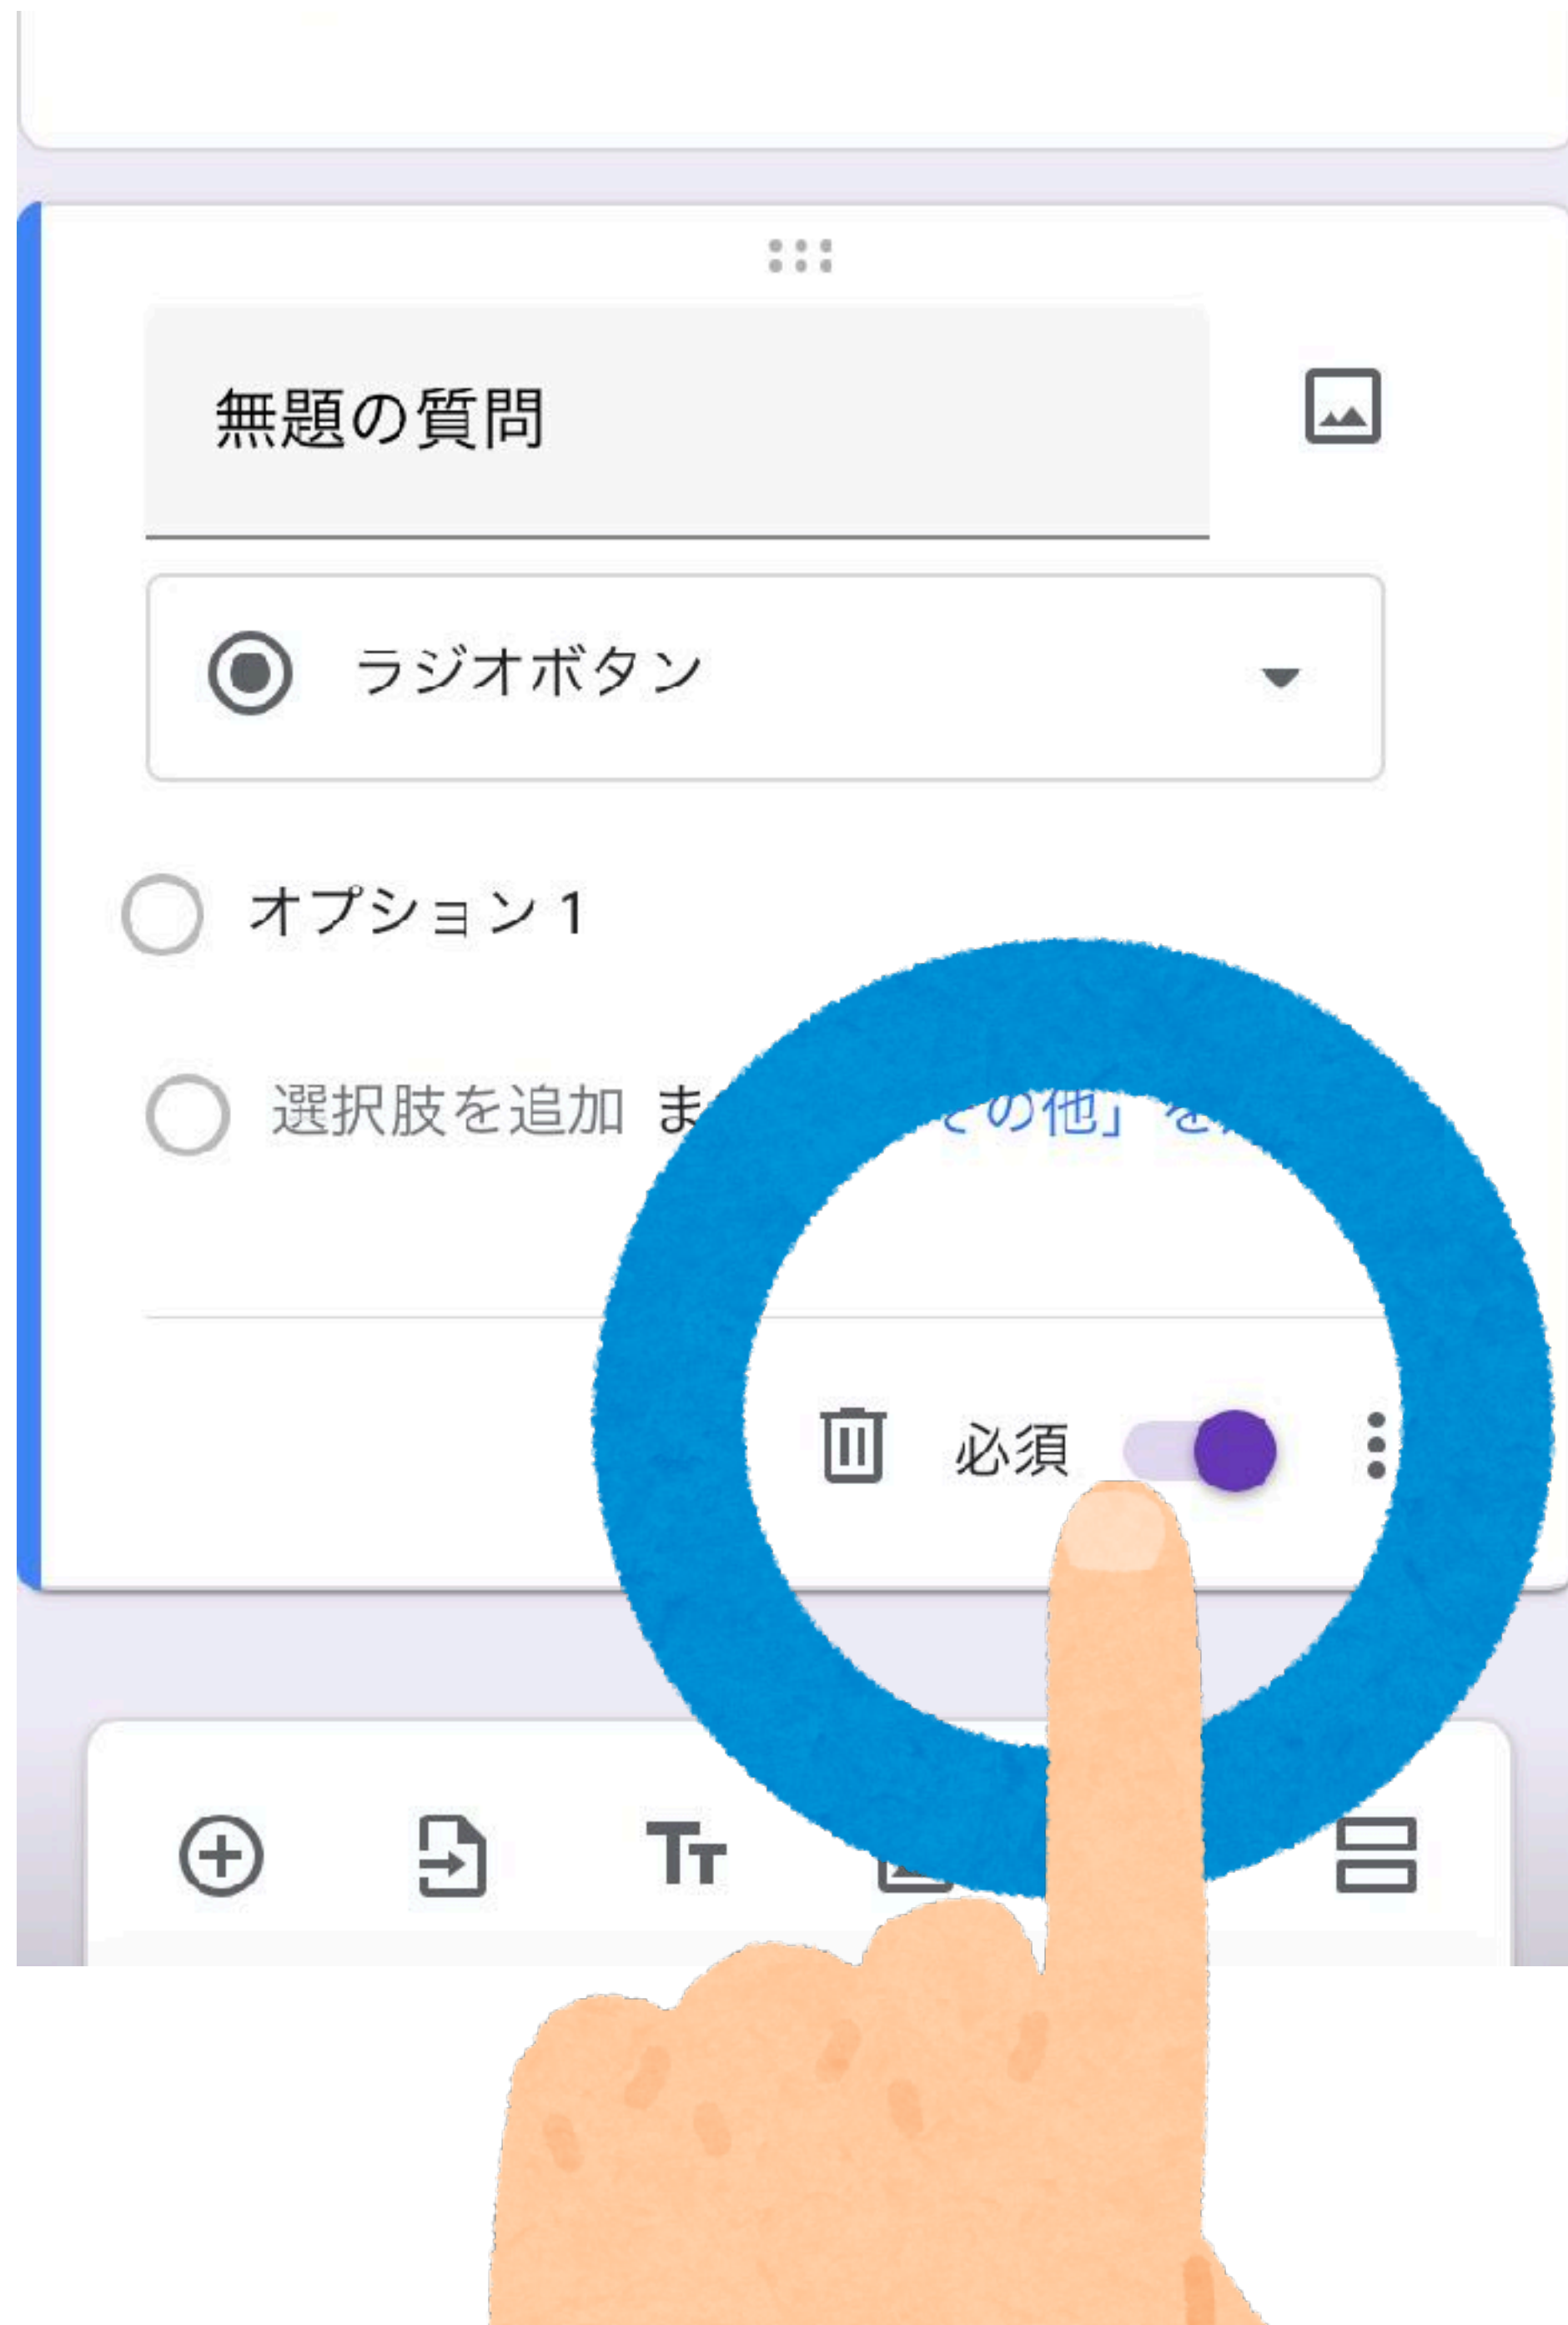 無題の質問
ラジオボタン
オプション 1
選択肢を追加 の他」を
必須